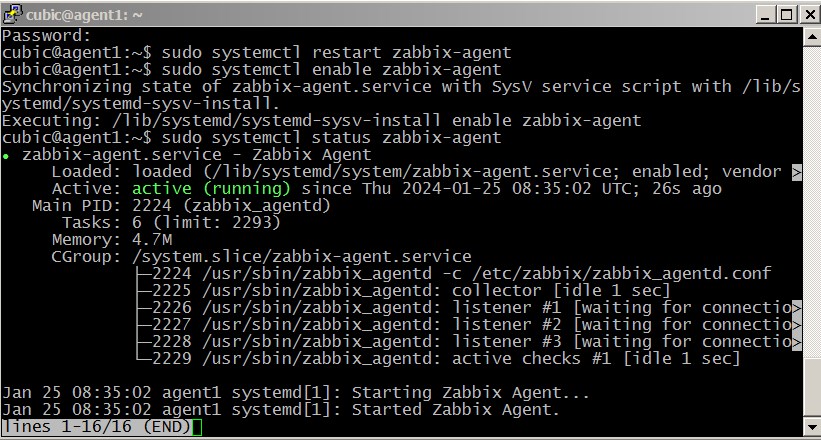 cubic@agent1: ~
Password:
cubic@agent1:~$ sudo systemctl restart zabbix-agent
cubic@agent1:~$ sudo systemctl enable zabbix-agent
Synchronizing state of zabbix-agent.service with SysV service script with /lib/s
ystemd/systemd-sysv-install.
Executing: /lib/systemd/systemd-sysv-install enable zabbix-agent
cubic@agent1:~$ sudo systemctl status zabbix-agent
● zabbix-agent.service - Zabbix Agent
     Loaded: loaded (/lib/systemd/system/zabbix-agent.service; enabled; vendor >
     Active: active (running) since Thu 2024-01-25 08:35:02 UTC; 26s ago
   Main PID: 2224 (zabbix_agentd)
      Tasks: 6 (limit: 2293)
     Memory: 4.7M
     CGroup: /system.slice/zabbix-agent.service
             ├─2224 /usr/sbin/zabbix_agentd -c /etc/zabbix/zabbix_agentd.conf
             ├─2225 /usr/sbin/zabbix_agentd: collector [idle 1 sec]
             ├─2226 /usr/sbin/zabbix_agentd: listener #1 [waiting for connectio>
             ├─2227 /usr/sbin/zabbix_agentd: listener #2 [waiting for connectio>
             ├─2228 /usr/sbin/zabbix_agentd: listener #3 [waiting for connectio>
             └─2229 /usr/sbin/zabbix_agentd: active checks #1 [idle 1 sec]
Jan 25 08:35:02 agent1 systemd[1]: Starting Zabbix Agent...
Jan 25 08:35:02 agent1 systemd[1]: Started Zabbix Agent.
lines 1-16/16 (END)